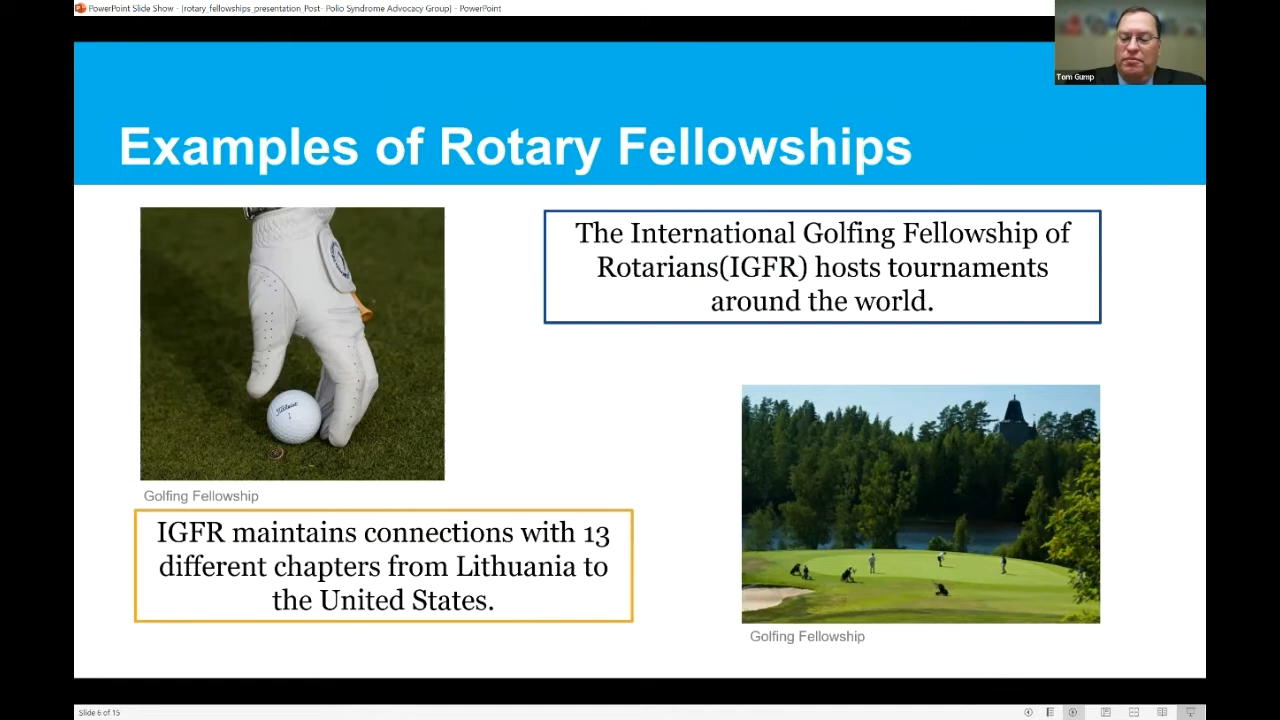 PowerPoint Slide Show - (rotary_fellowships_presentation_Post- Polio Syndrome Advocacy Group) - PowerPoint
Tom Gump
Examples of Rotary Fellowships
The International Golfing Fellowship of
Rotarians(IGFR) hosts tournaments
around the world.
Titleist
1
Golfing Fellowship
IGFR maintains connections with 13
different chapters from Lithuania to
the United States.
Golfing Fellowship
Slide 6 of 15